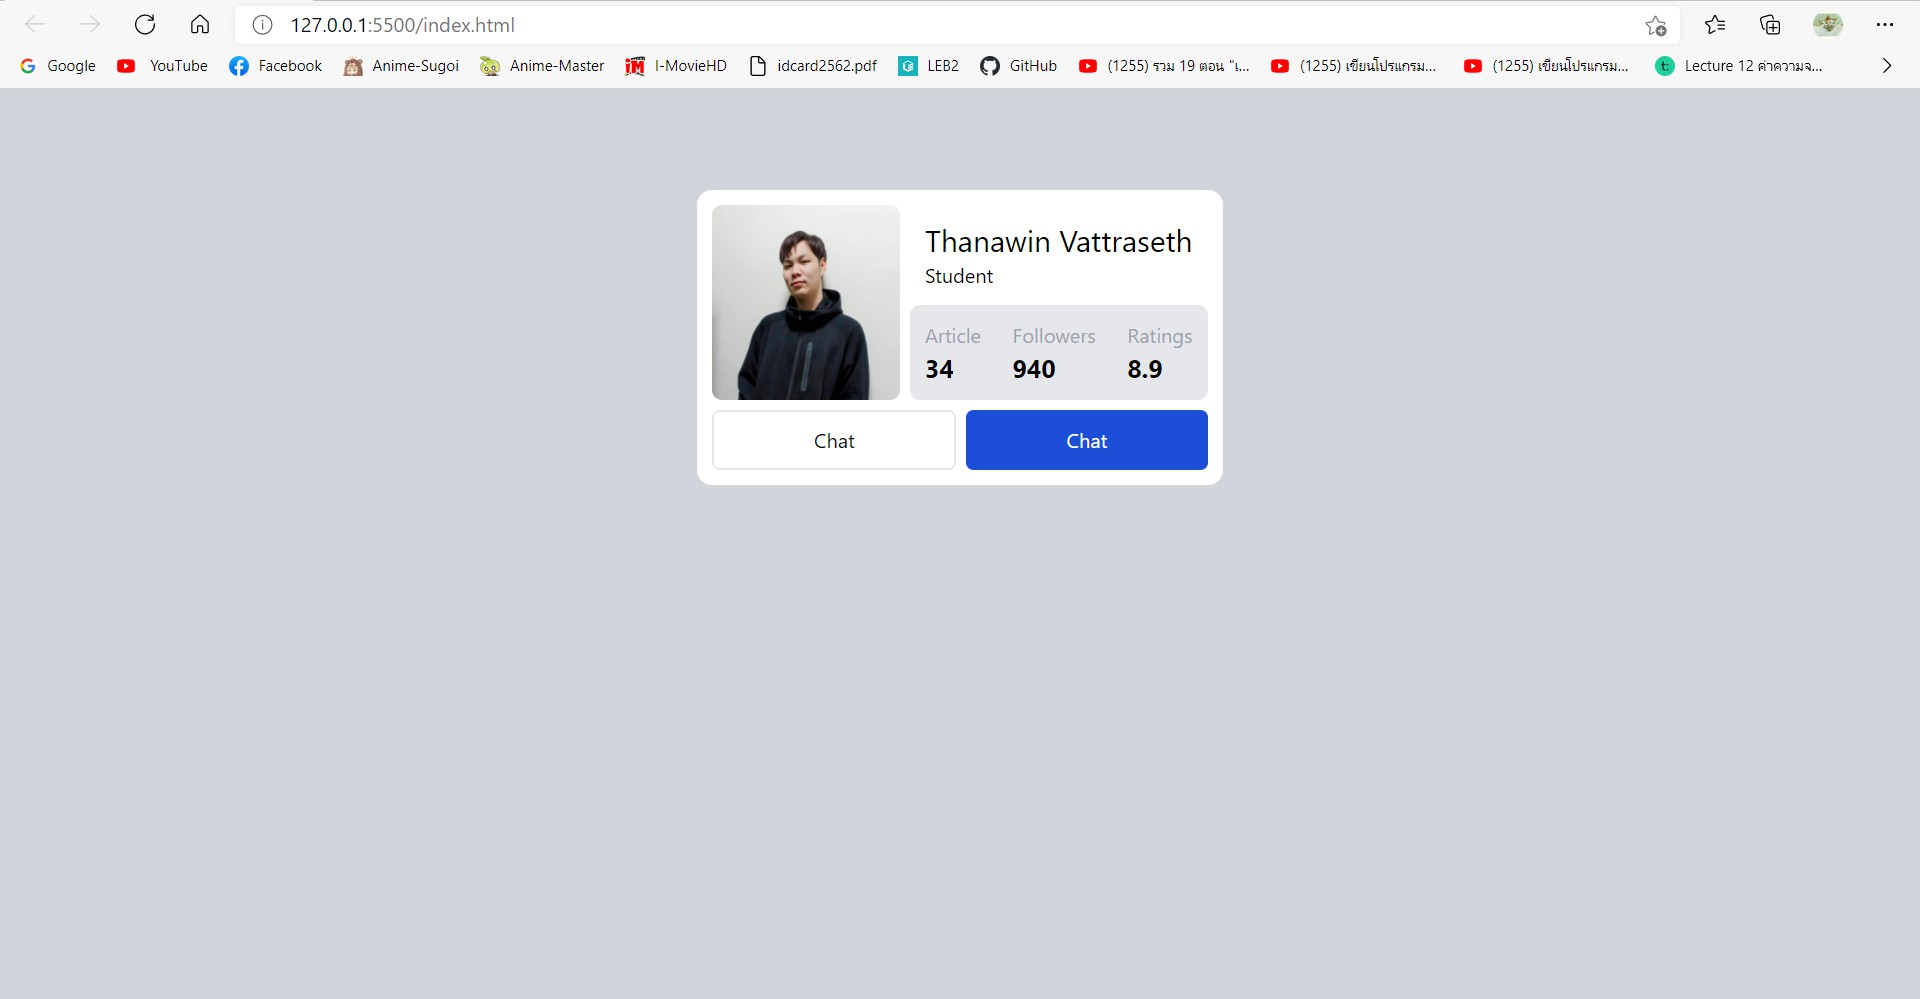 127.0.0.1:5500/index.html
Google YouTube Facebook Anime-Sugoi Anime-Master I-MovieHD idcard2562.pdf LEB2 GitHub (1255) รวม 19 ตอน "เ... (1255) เขียนโปรแกรม... (1255) เขียนโปรแกรม... Lecture 12 ค่าความจ...
Thanawin Vattraseth
Student
Article Followers Ratings
34 940 8.9
Chat Chat